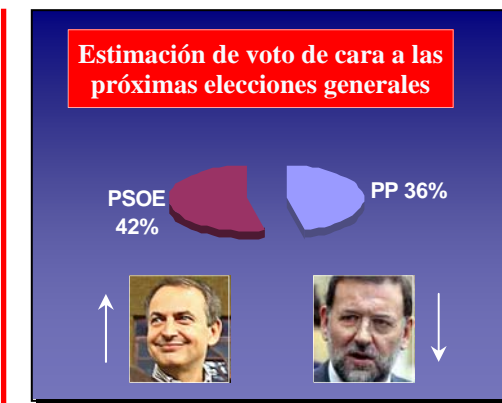 Estimación de voto de cara a las
próximas elecciones generales
PSOE
42%
PP 36%